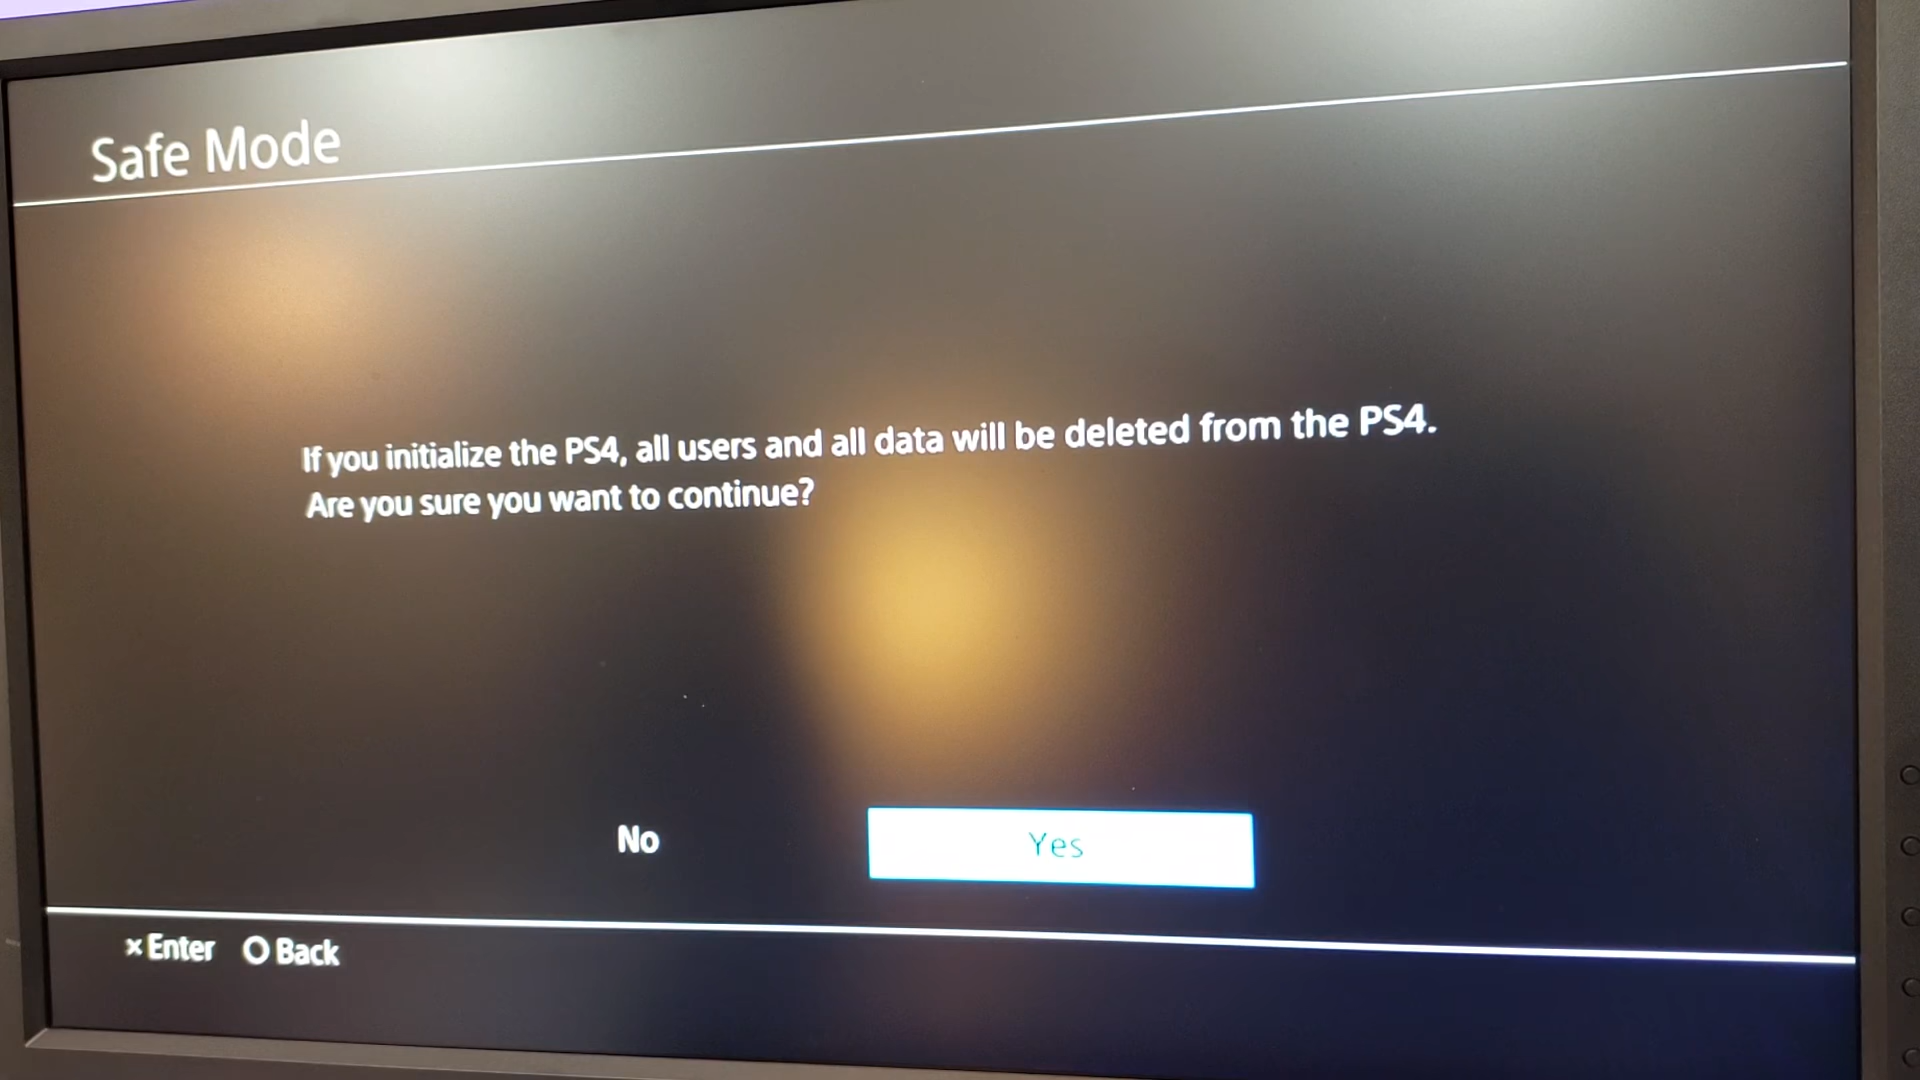 Safe Mode
If you initialize the PS4, all users and all data will be deleted from the PS4.
Are you sure you want to continue?
No
Yes
× Enter  ○ Back